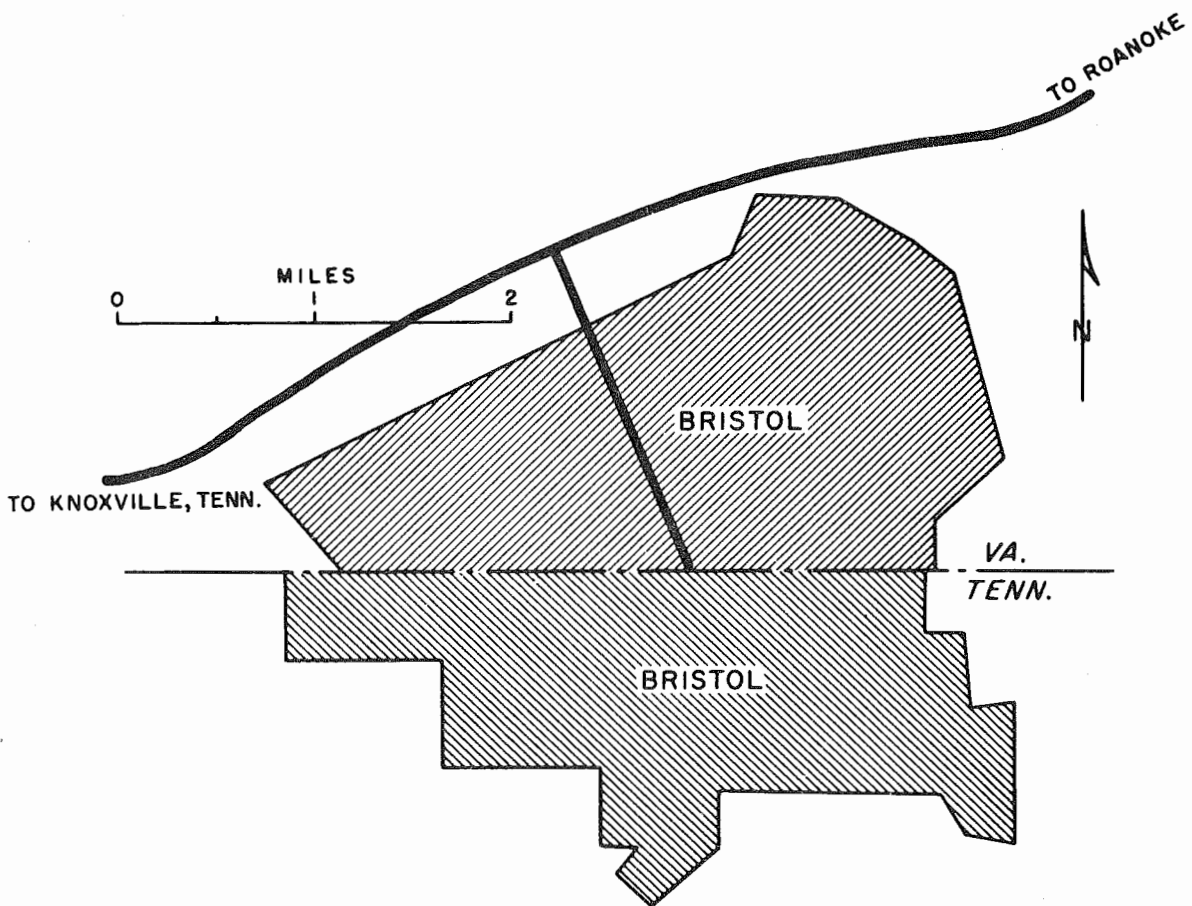 TO ROANOKE
MILES
0 1 2
N
BRISTOL
TO KNOXVILLE, TENN.
VA.
TENN.
BRISTOL